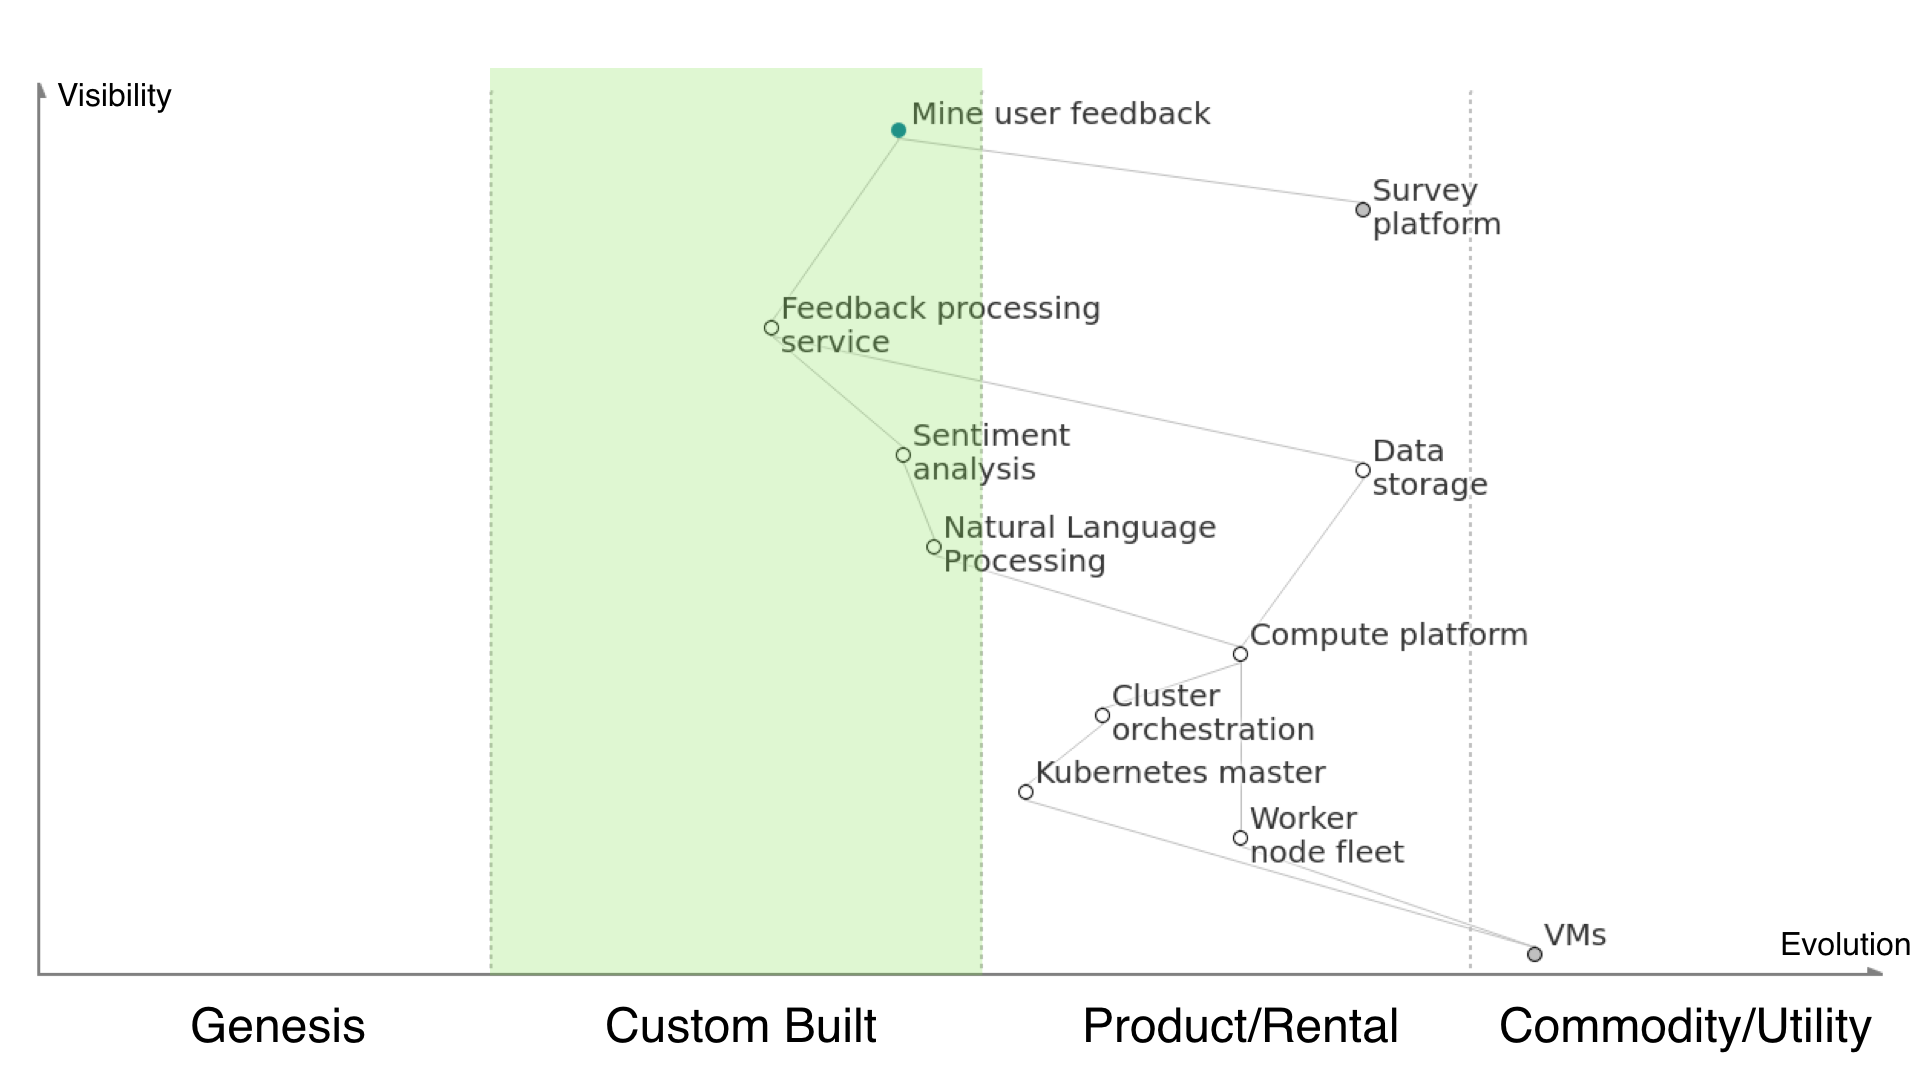 Visibility
Mine user feedback
Survey
platform
Feedback processing
service
Sentiment
analysis
Data
storage
Natural Language
Processing
Compute platform
Cluster
orchestration
Kubernetes master
Worker
node fleet
VMs
Evolution
Genesis
Custom Built
Product/Rental
Commodity/Utility